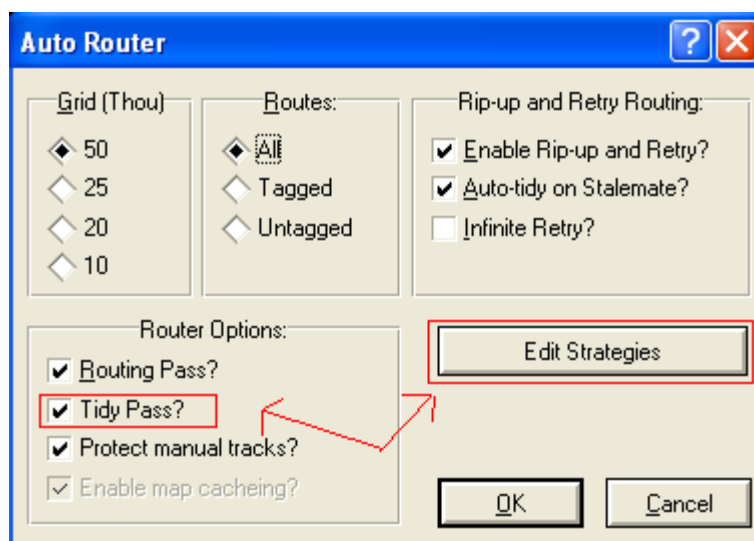 Auto Router
Grid (Thou)
50
25
20
10
Routes:
All
Tagged
Untagged
Rip-up and Retry Routing:
Enable Rip-up and Retry?
Auto-tidy on Stalemate?
Infinite Retry?
Router Options:
Routing Pass?
Tidy Pass?
Protect manual tracks?
Enable map cacheing?
Edit Strategies
OK
Cancel